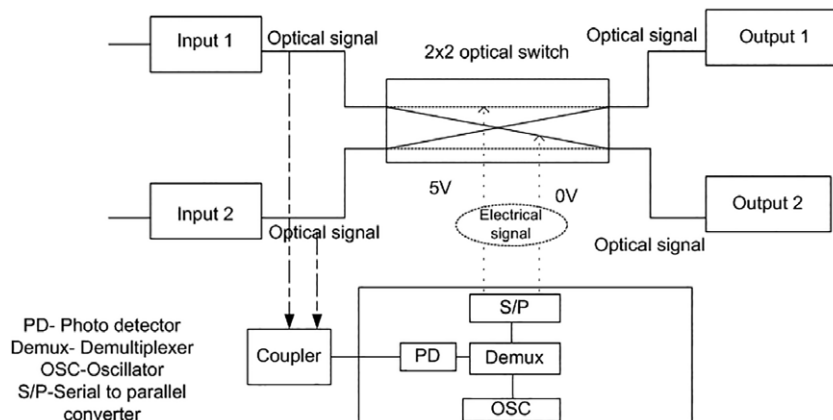 Input 1
Optical signal
2x2 optical switch
Optical signal
Output 1
Input 2
Optical signal
5V
0V
Electrical
signal
Optical signal
Output 2
S/P
Coupler
PD
Demux
OSC
PD- Photo detector
Demux- Demultiplexer
OSC-Oscillator
S/P-Serial to parallel
converter